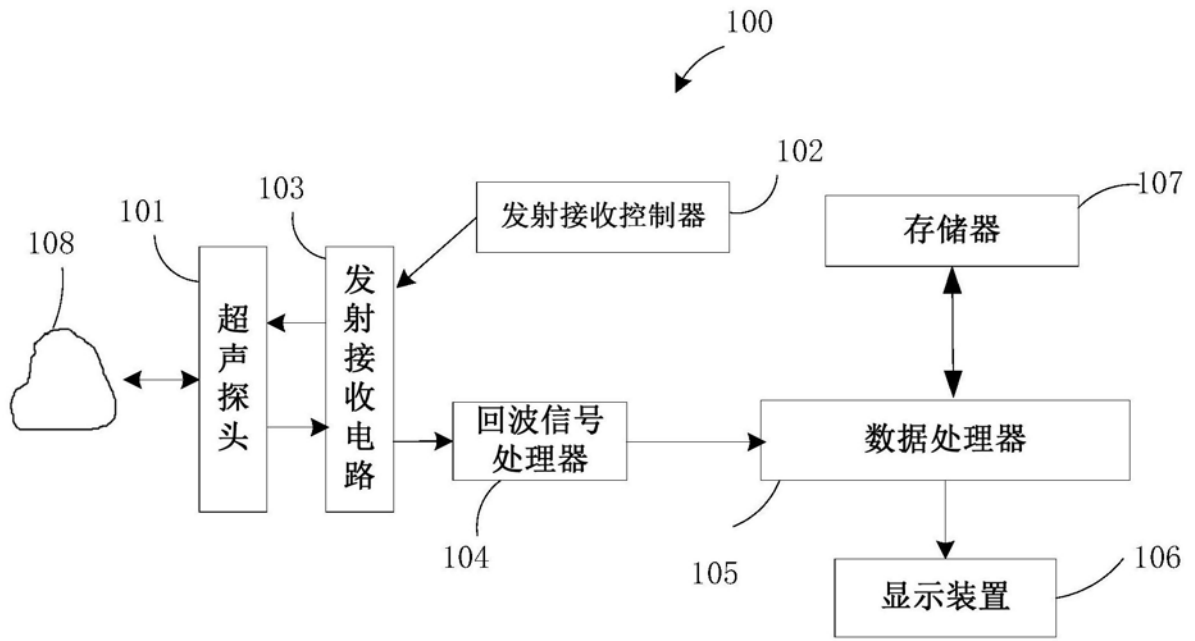 100
102
发射接收控制器
107
存储器
103
发射接收电路
101
超声探头
108
回波信号
处理器
104
数据处理器
105
显示装置
106